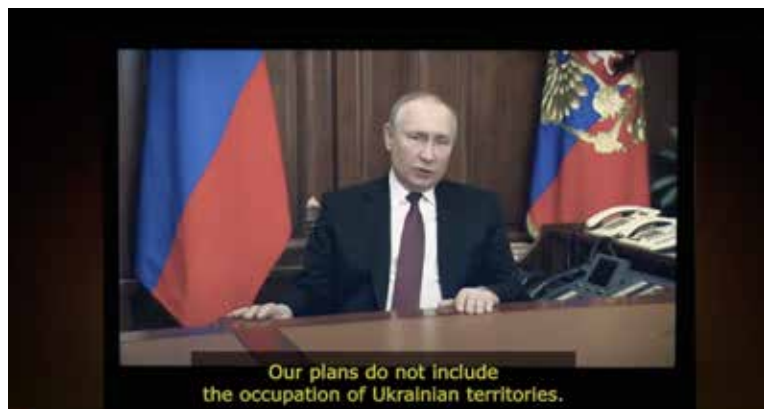 Our plans do not include
the occupation of Ukrainian territories.